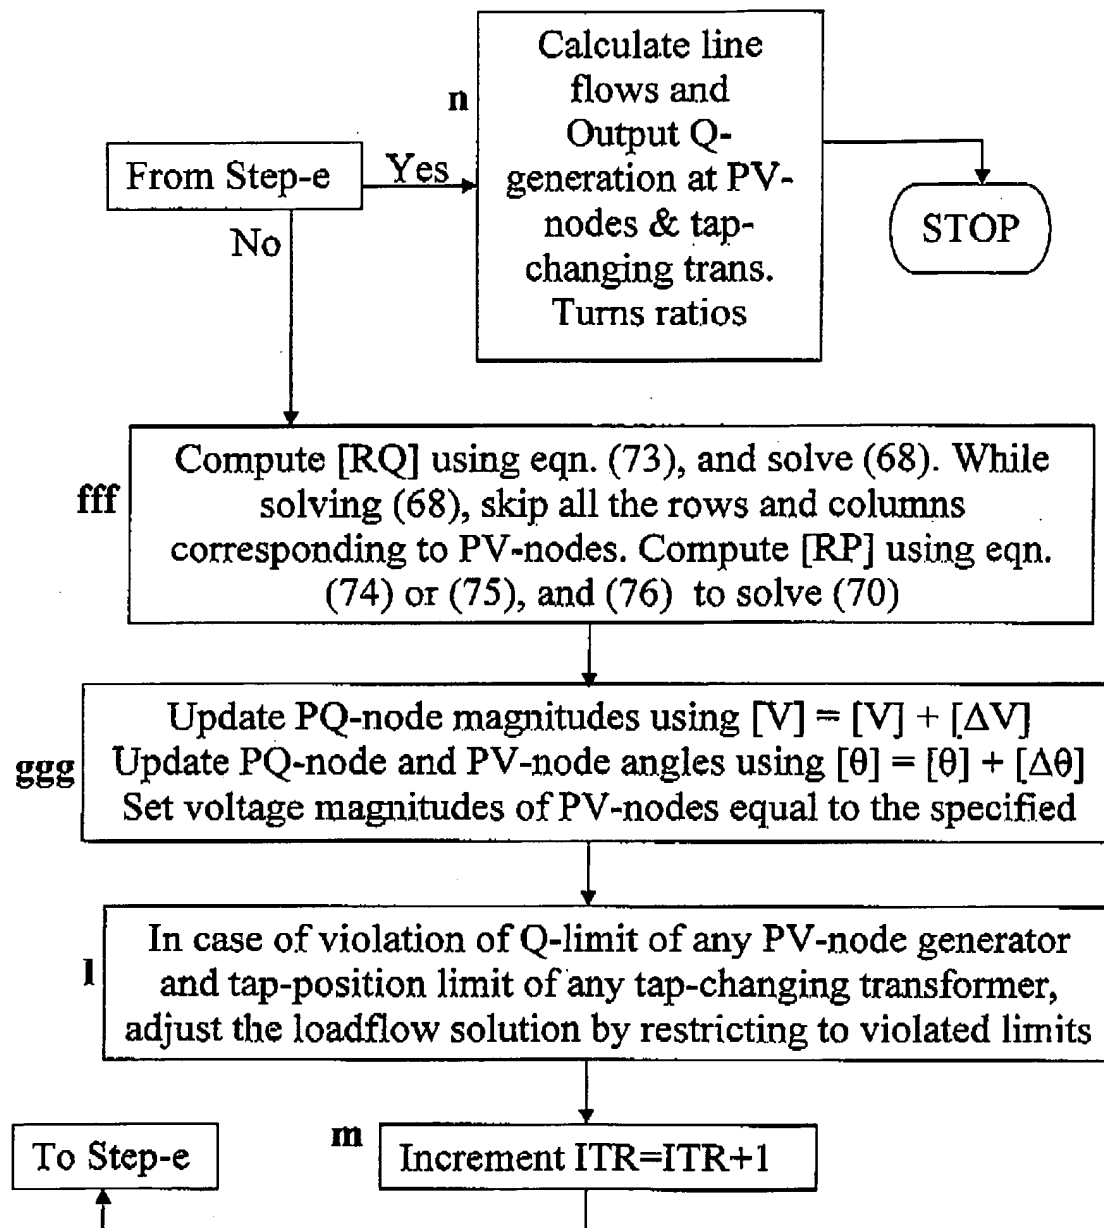 Calculate line
flows and
Output Q-
generation at PV-
nodes & tap-
changing trans.
Turns ratios
n
From Step-e
Yes
STOP
No
fff
Compute [RQ] using eqn. (73), and solve (68). While
solving (68), skip all the rows and columns
corresponding to PV-nodes. Compute [RP] using eqn.
(74) or (75), and (76) to solve (70)
ggg
Update PQ-node magnitudes using [V] = [V] + [ΔV]
Update PQ-node and PV-node angles using [θ] = [θ] + [Δθ]
Set voltage magnitudes of PV-nodes equal to the specified
l
In case of violation of Q-limit of any PV-node generator
and tap-position limit of any tap-changing transformer,
adjust the loadflow solution by restricting to violated limits
m
To Step-e
Increment ITR=ITR+1